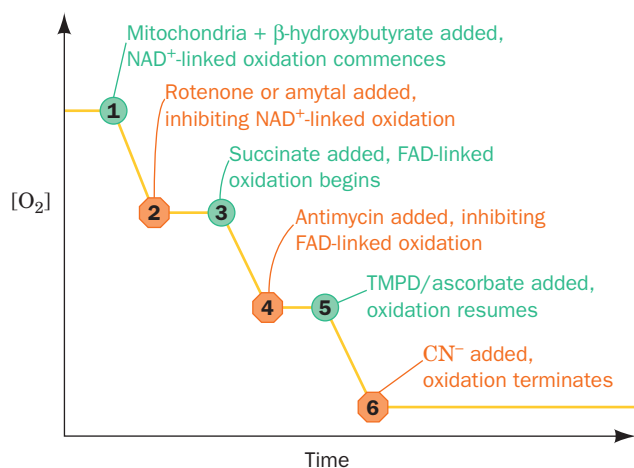 Mitochondria + β-hydroxybutyrate added,
NAD⁺-linked oxidation commences
1
Rotenone or amytal added,
inhibiting NAD⁺-linked oxidation
Succinate added, FAD-linked
oxidation begins
[O₂]
2
3
Antimycin added, inhibiting
FAD-linked oxidation
TMPD/ascorbate added,
oxidation resumes
4
5
CN⁻ added,
oxidation terminates
6
Time